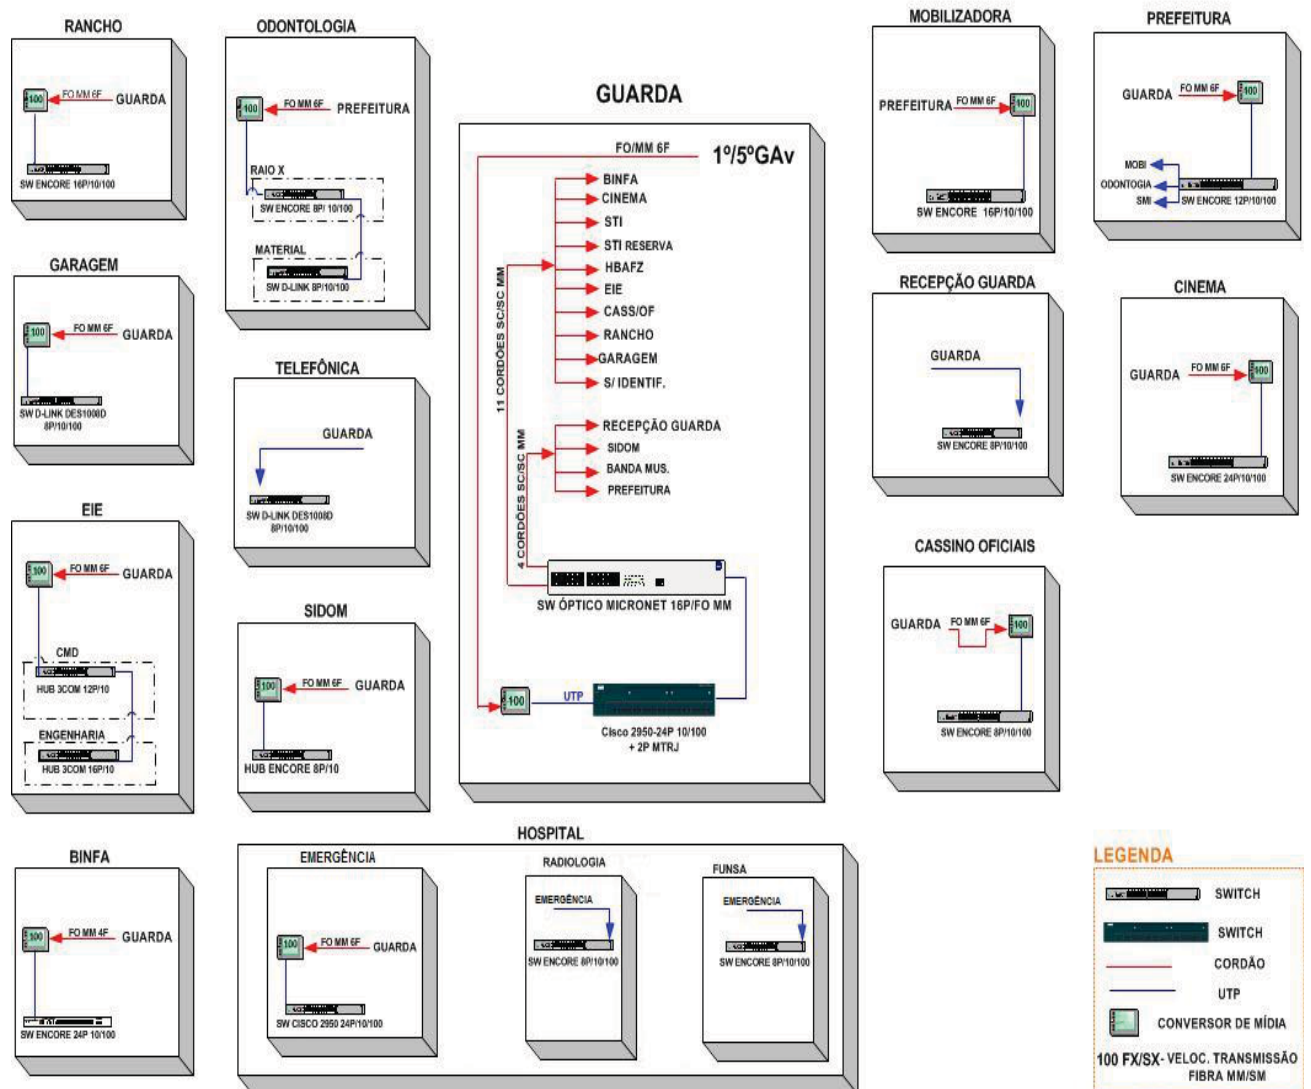 RANCHO
100
FO MM 6F
GUARDA
SW ENCORE 16P/10/100
ODONTOLOGIA
100
FO MM 6F
PREFEITURA
RAIO X
SW ENCORE 8P/ 10/100
MATERIAL
SW D-LINK 8P/10/100
GUARDA
FO/MM 6F
1º/5ºGAv
BINFA
CINEMA
STI
STI RESERVA
HBAFZ
EIE
CASS/OF
RANCHO
GARAGEM
S/ IDENTIF.
11 CORDÕES SC/SC MM
RECEPÇÃO GUARDA
SIDOM
BANDA MUS.
PREFEITURA
4 CORDÕES SC/SC MM
SW ÓPTICO MICRONET 16P/FO MM
100
UTP
Cisco 2950-24P 10/100
+ 2P MTRJ
MOBILIZADORA
PREFEITURA
FO MM 6F
100
SW ENCORE 16P/10/100
PREFEITURA
GUARDA
FO MM 6F
100
MOBI
ODONTOGIA
SMI
SW ENCORE 12P/10/100
GARAGEM
100
FO MM 6F
GUARDA
SW D-LINK DES1008D
8P/10/100
TELEFÔNICA
GUARDA
SW D-LINK DES1008D
8P/10/100
RECEPÇÃO GUARDA
GUARDA
SW ENCORE 8P/10/100
CINEMA
GUARDA
FO MM 6F
100
SW ENCORE 24P/10/100
EIE
100
FO MM 6F
GUARDA
CMD
HUB 3COM 12P/10
ENGENHARIA
HUB 3COM 16P/10
SIDOM
100
FO MM 6F
GUARDA
HUB ENCORE 8P/10
CASSINO OFICIAIS
GUARDA
FO MM 6F
100
SW ENCORE 8P/10/100
BINFA
100
FO MM 4F
GUARDA
SW ENCORE 24P 10/100
HOSPITAL
EMERGÊNCIA
100
FO MM 6F
GUARDA
SW CISCO 2950 24P/10/100
RADIOLOGIA
EMERGÊNCIA
SW ENCORE 8P/10/100
FUNSA
EMERGÊNCIA
SW ENCORE 8P/10/100
LEGENDA
SWITCH
SWITCH
CORDÃO
UTP
CONVERSOR DE MÍDIA
100 FX/SX- VELOC. TRANSMISSÃO
FIBRA MM/SM